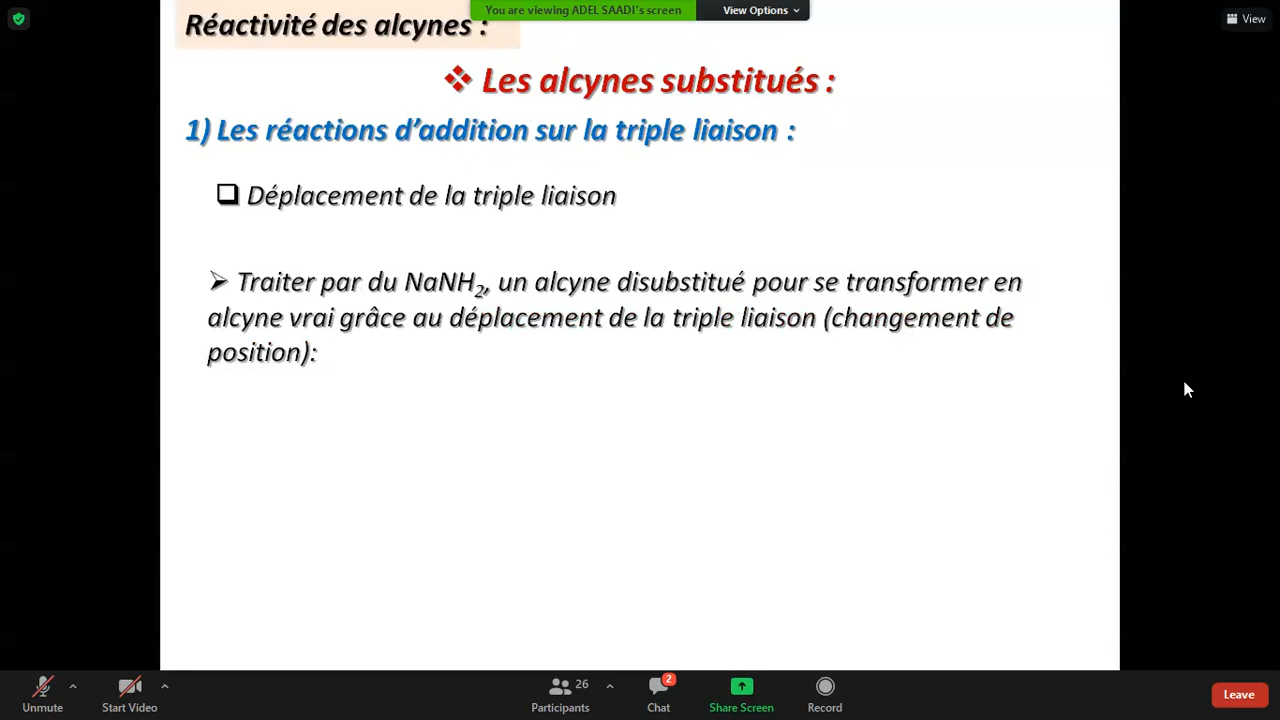 You are viewing ADEL SAADI's screen
View Options
View
Réactivité des alcynes :
Les alcynes substitués :
1) Les réactions d’addition sur la triple liaison :
Déplacement de la triple liaison
Traiter par du NaNH2, un alcyne disubstitué pour se transformer en
alcyne vrai grâce au déplacement de la triple liaison (changement de
position):
Unmute
Start Video
26
Participants
2
Chat
Share Screen
Record
Leave